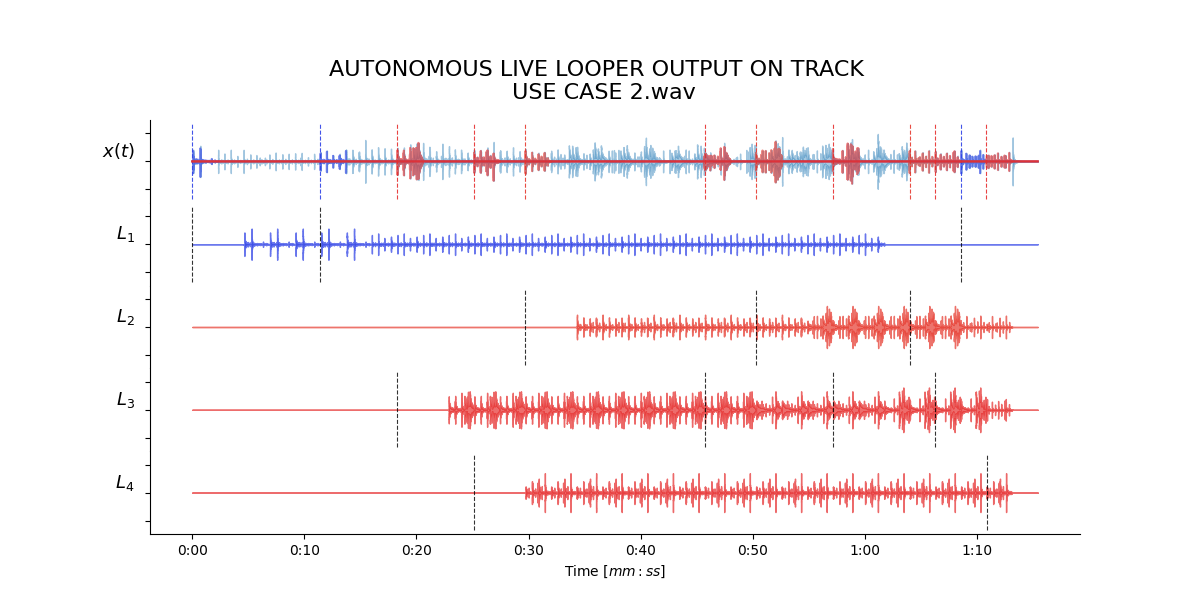 AUTONOMOUS LIVE LOOPER OUTPUT ON TRACK
USE CASE 2.wav
x(t)
L₁
L₂
L₃
L₄
0:00 0:10 0:20 0:30 0:40 0:50 1:00 1:10
Time [mm : ss]